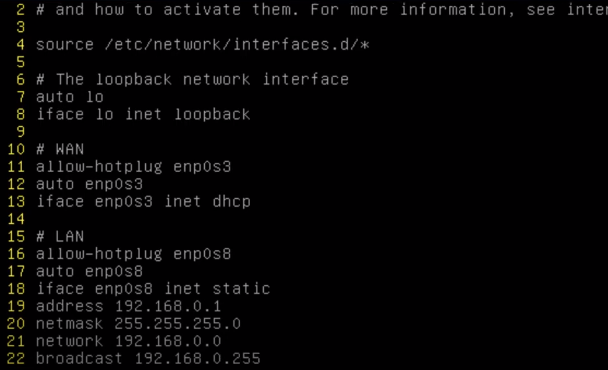 2 # and how to activate them. For more information, see
3
4 source /etc/network/interfaces.d/*
5
6 # The loopback network interface
7 auto lo
8 iface lo inet loopback
9
10 # WAN
11 allow-hotplug enp0s3
12 auto enp0s3
13 iface enp0s3 inet dhcp
14
15 # LAN
16 allow-hotplug enp0s8
17 auto enp0s8
18 iface enp0s8 inet static
19 address 192.168.0.1
20 netmask 255.255.255.0
21 network 192.168.0.0
22 broadcast 192.168.0.255